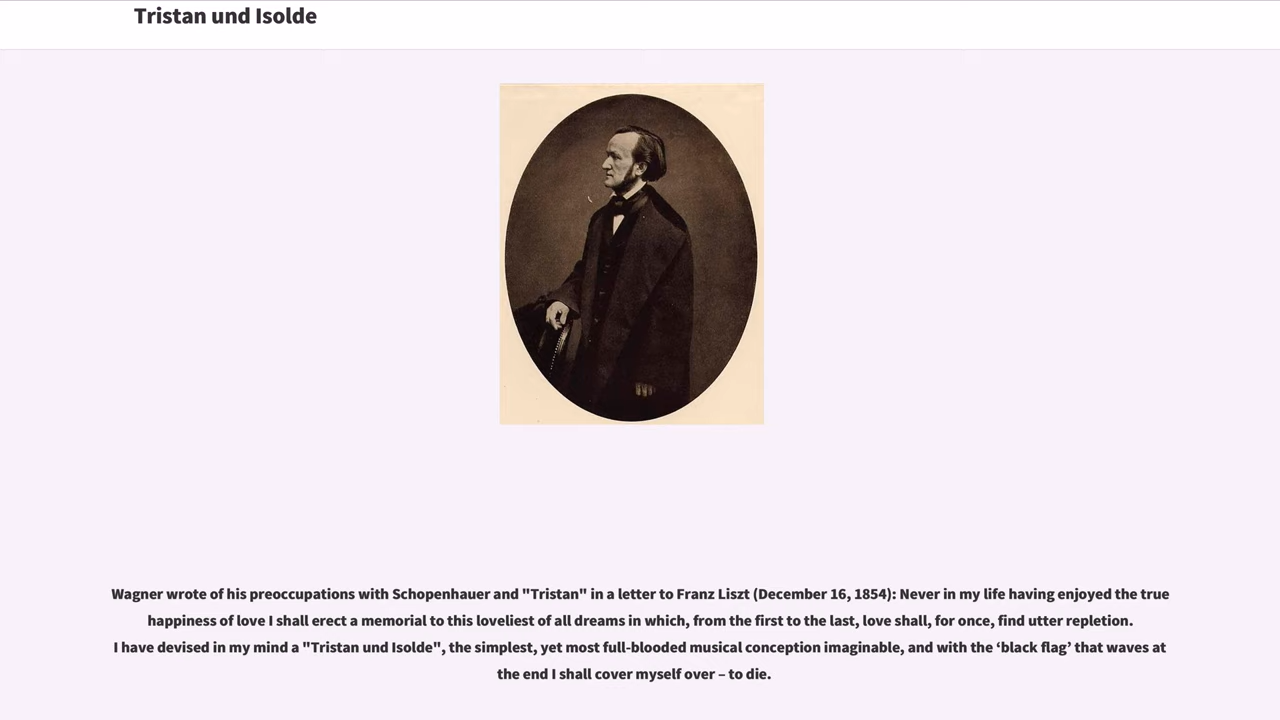 Tristan und Isolde
Wagner wrote of his preoccupations with Schopenhauer and "Tristan" in a letter to Franz Liszt (December 16, 1854): Never in my life having enjoyed the true
happiness of love I shall erect a memorial to this loveliest of all dreams in which, from the first to the last, love shall, for once, find utter repletion.
I have devised in my mind a "Tristan und Isolde", the simplest, yet most full-blooded musical conception imaginable, and with the ‘black flag’ that waves at
the end I shall cover myself over – to die.